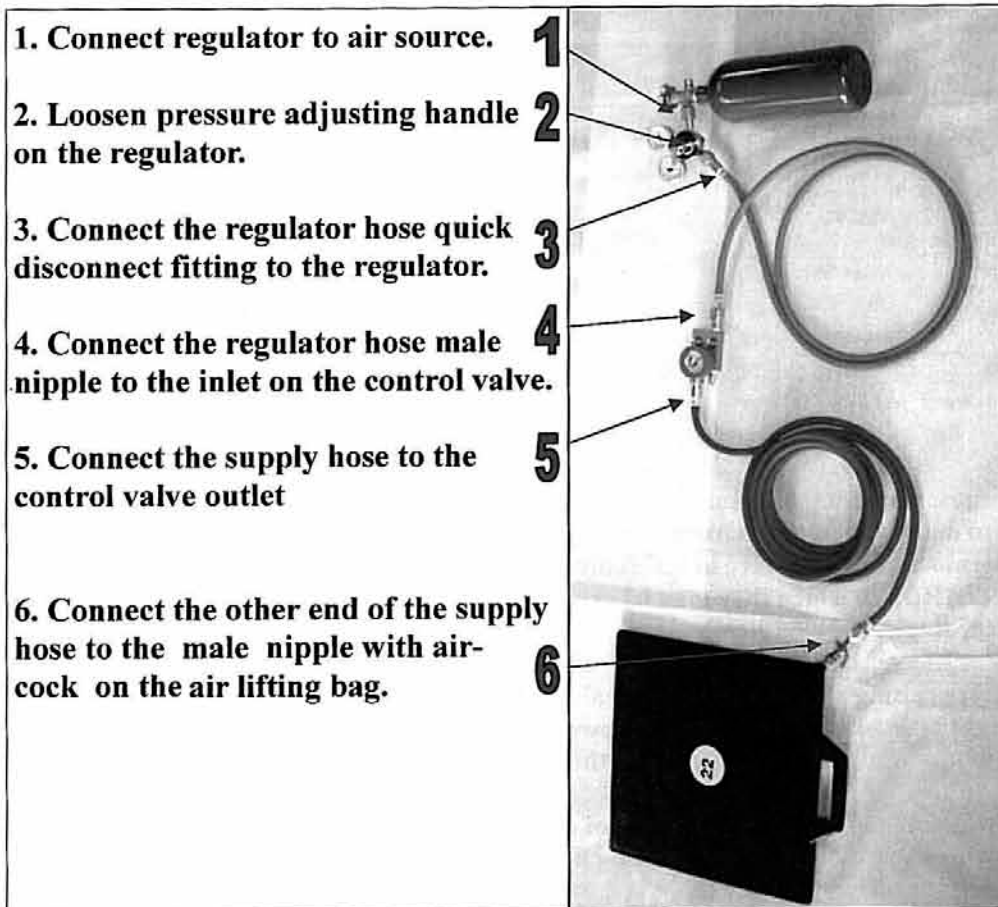 1. Connect regulator to air source.
1
2. Loosen pressure adjusting handle
on the regulator.
2
3. Connect the regulator hose quick
disconnect fitting to the regulator.
3
4. Connect the regulator hose male
nipple to the inlet on the control valve.
4
5. Connect the supply hose to the
control valve outlet
5
6. Connect the other end of the supply
hose to the male nipple with air-
cock on the air lifting bag.
6
22